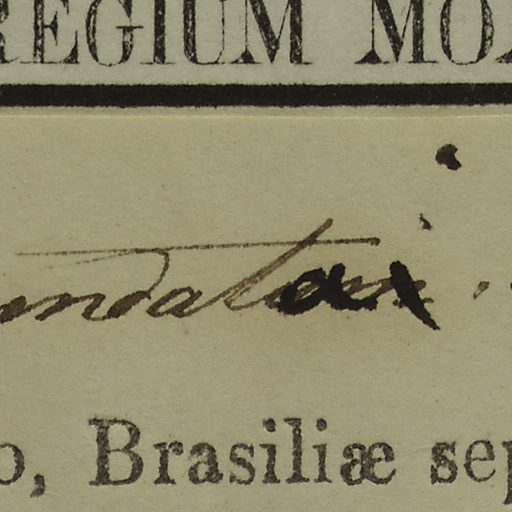 REGIUM MO
o, Brasiliæ sep